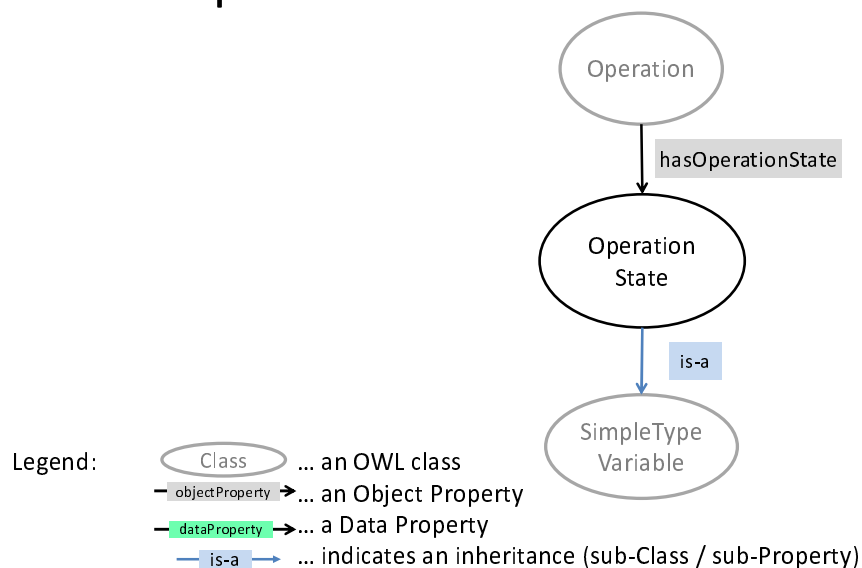 Operation
hasOperationState
Operation
State
is-a
SimpleType
Variable
Legend:
Class ... an OWL class
objectProperty ... an Object Property
dataProperty ... a Data Property
is-a ... indicates an inheritance (sub-Class / sub-Property)